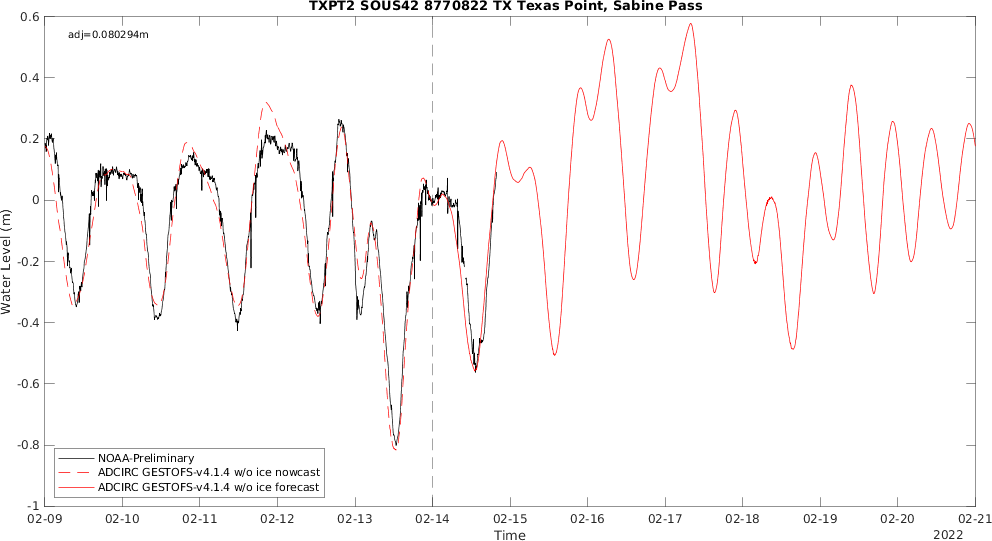 TXPT2 SOUS42 8770822 TX Texas Point, Sabine Pass
adj=0.080294m
0.6
0.4
0.2
0
-0.2
-0.4
-0.6
-0.8
-1
Water Level (m)
NOAA-Preliminary
ADCIRC GESTOFS-v4.1.4 w/o ice nowcast
ADCIRC GESTOFS-v4.1.4 w/o ice forecast
02-09 02-10 02-11 02-12 02-13 02-14 02-15 02-16 02-17 02-18 02-19 02-20 02-21
Time
2022